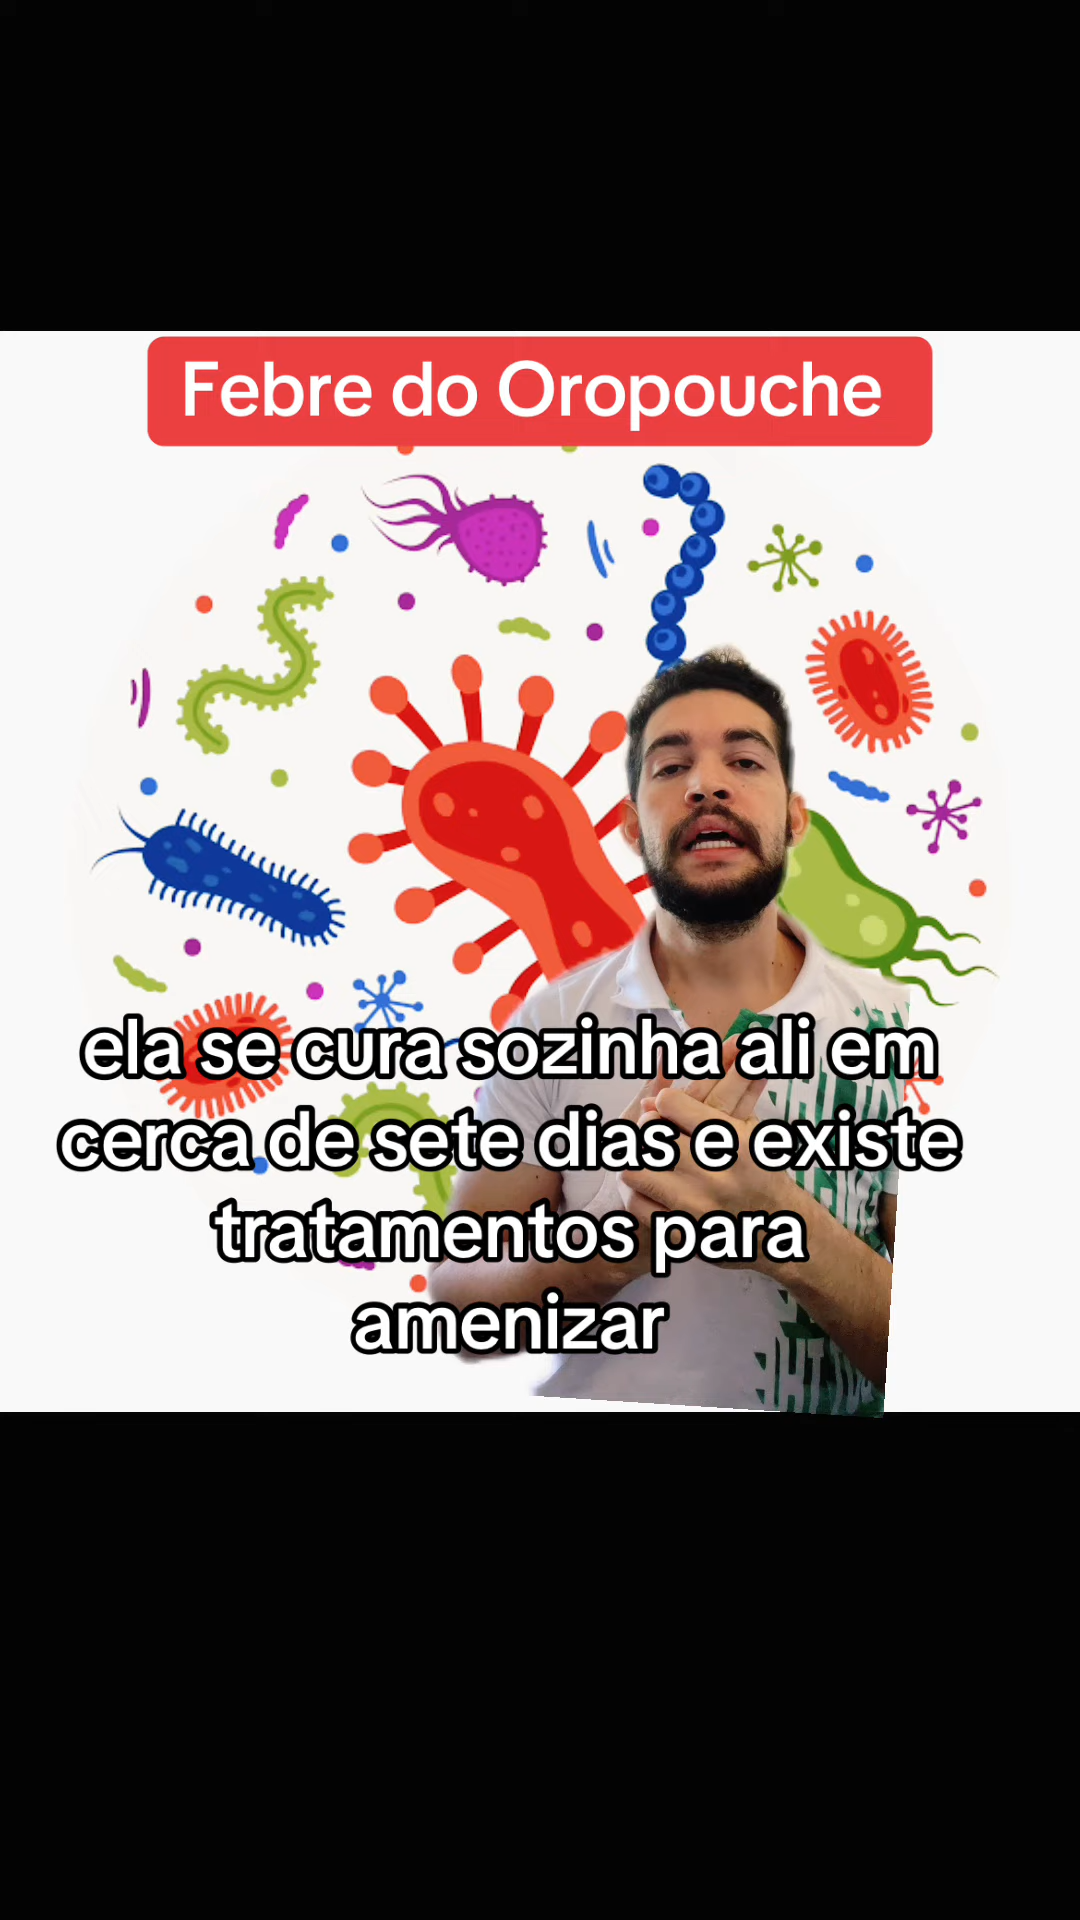 Febre do Oropouche
ela se cura sozinha ali em
cerca de sete dias e existe
tratamentos para
amenizar